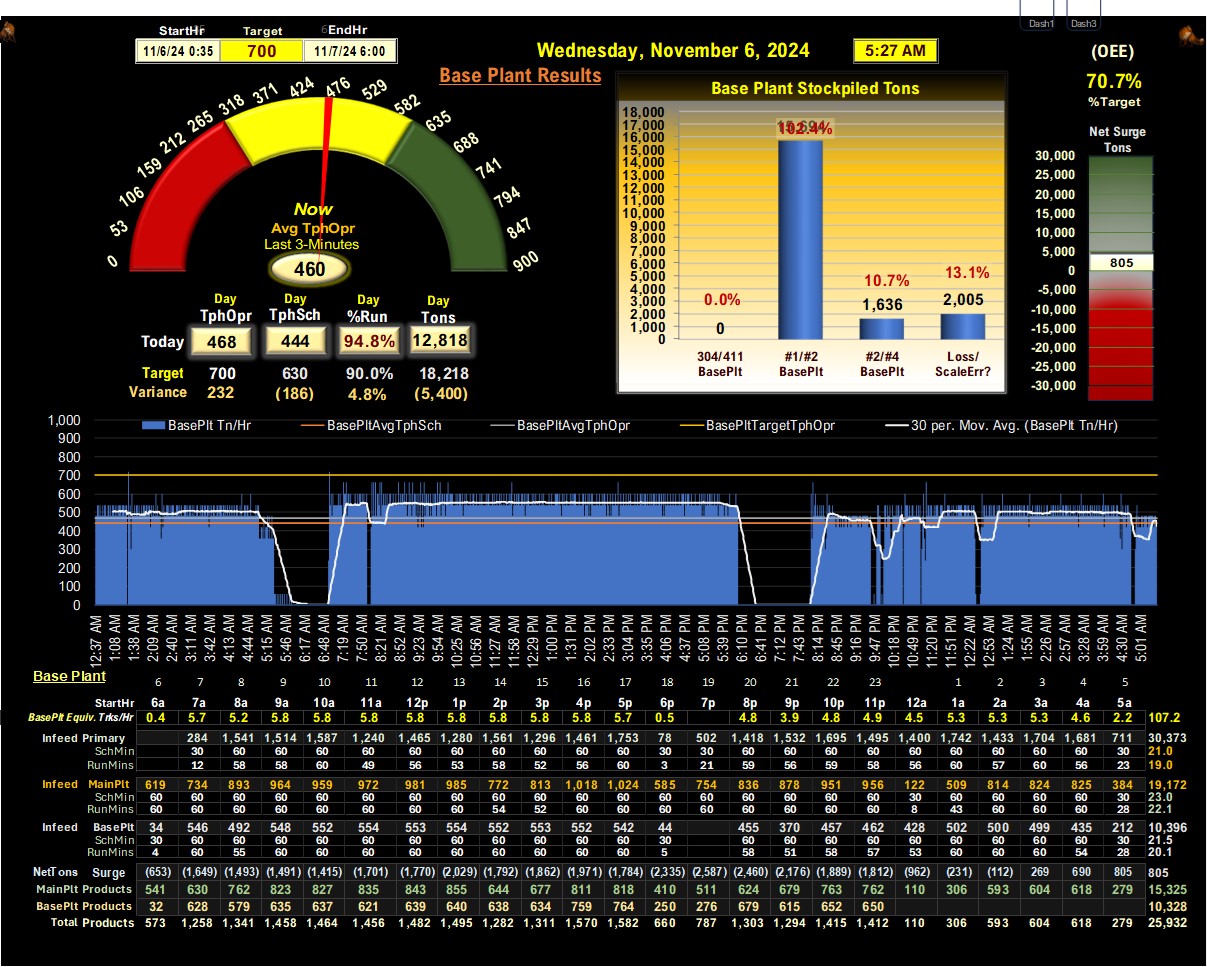 Dash1 Dash3
StartHr Target EndHr
11/6/24 0:35 700 11/7/24 6:00
Wednesday, November 6, 2024 5:27 AM
Base Plant Results
(OEE)
70.7%
%Target
0 53 106 159 212 265 318 371 424 476 529 582 635 688 741 794 847 900
Now
Avg TphOpr
Last 3-Minutes
460
Day TphOpr Day TphSch Day %Run Day Tons
Today 468 444 94.8% 12,818
Target 700 630 90.0% 18,218
Variance 232 (186) 4.8% (5,400)
Base Plant Stockpiled Tons
18,000
17,000
16,000
15,000
14,000
13,000
12,000
11,000
10,000
9,000
8,000
7,000
6,000
5,000
4,000
3,000
2,000
1,000
0
102.4%
0.0% 10.7% 13.1%
0 1,636 2,005
304/411 BasePlt #1/#2 BasePlt #2/#4 BasePlt Loss/ ScaleErr?
Net Surge
Tons
30,000
25,000
20,000
15,000
10,000
5,000
805
0
-5,000
-10,000
-15,000
-20,000
-25,000
-30,000
BasePlt Tn/Hr BasePltAvgTphSch BasePltAvgTphOpr BasePltTargetTphOpr 30 per. Mov. Avg. (BasePlt Tn/Hr)
1,000
900
800
700
600
500
400
300
200
100
0
12:37 AM 1:08 AM 1:38 AM 2:09 AM 2:40 AM 3:11 AM 3:42 AM 4:13 AM 4:44 AM 5:15 AM 5:46 AM 6:17 AM 6:48 AM 7:19 AM 7:50 AM 8:21 AM 8:52 AM 9:23 AM 9:54 AM 10:25 AM 10:56 AM 11:27 AM 11:58 AM 12:29 PM 1:00 PM 1:31 PM 2:02 PM 2:33 PM 3:04 PM 3:35 PM 4:06 PM 4:37 PM 5:08 PM 5:39 PM 6:10 PM 6:41 PM 7:12 PM 7:43 PM 8:14 PM 8:45 PM 9:16 PM 9:47 PM 10:18 PM 10:49 PM 11:20 PM 11:51 PM 12:22 AM 12:53 AM 1:24 AM 1:55 AM 2:26 AM 2:57 AM 3:28 AM 3:59 AM 4:30 AM 5:01 AM
Base Plant
6 7 8 9 10 11 12 13 14 15 16 17 18 19 20 21 22 23 1 2 3 4 5
StartHr 6a 7a 8a 9a 10a 11a 12p 1p 2p 3p 4p 5p 6p 7p 8p 9p 10p 11p 12a 1a 2a 3a 4a 5a
BasePlt Equiv. Trks/Hr 0.4 5.7 5.2 5.8 5.8 5.8 5.8 5.8 5.8 5.8 5.8 5.7 0.5 4.8 3.9 4.8 4.9 4.5 5.3 5.3 5.3 4.6 2.2 107.2
Infeed Primary 284 1,541 1,514 1,587 1,240 1,465 1,280 1,561 1,296 1,461 1,758 78 502 1,418 1,532 1,695 1,495 1,400 1,742 1,433 1,704 1,681 711 30,373
SchMin 30 60 60 60 60 60 60 60 60 60 60 30 30 60 60 60 60 60 60 60 60 60 30 21.0
RunMins 12 58 58 60 49 56 53 58 52 56 60 3 21 59 56 59 58 56 60 57 60 56 23 19.0
Infeed MainPlt 619 734 893 964 959 972 981 985 772 813 1,018 1,024 585 754 836 878 951 956 122 509 814 824 825 384 19,172
SchMin 60 60 60 60 60 60 60 60 60 60 60 60 60 60 60 60 60 60 30 60 60 60 60 30 23.0
RunMins 60 60 60 60 60 60 60 60 54 52 60 60 60 60 60 60 60 60 8 43 60 60 60 28 22.1
Infeed BasePlt 34 546 492 548 552 554 553 554 552 553 552 542 44 455 370 457 462 428 502 500 499 435 212 10,396
SchMin 30 60 60 60 60 60 60 60 60 60 60 60 30 60 60 60 60 60 60 60 60 60 30 21.5
RunMins 4 60 55 60 60 60 60 60 60 60 60 60 5 58 51 58 57 53 60 60 60 54 28 20.1
NetTons Surge (653) (1,649) (1,493) (1,491) (1,415) (1,701) (1,770) (2,029) (1,792) (1,862) (1,971) (1,784) (2,335) (2,587) (2,460) (2,176) (1,889) (1,812) (962) (231) (112) 269 690 805 805
MainPlt Products 541 630 762 823 827 835 843 855 644 677 811 818 410 511 624 679 763 762 110 306 593 604 618 279 15,325
BasePlt Products 32 628 579 635 637 621 639 640 638 634 759 764 250 276 679 615 652 650 10,328
Total Products 573 1,258 1,341 1,458 1,464 1,456 1,482 1,495 1,282 1,311 1,570 1,582 660 787 1,303 1,294 1,415 1,412 110 306 593 604 618 279 25,932